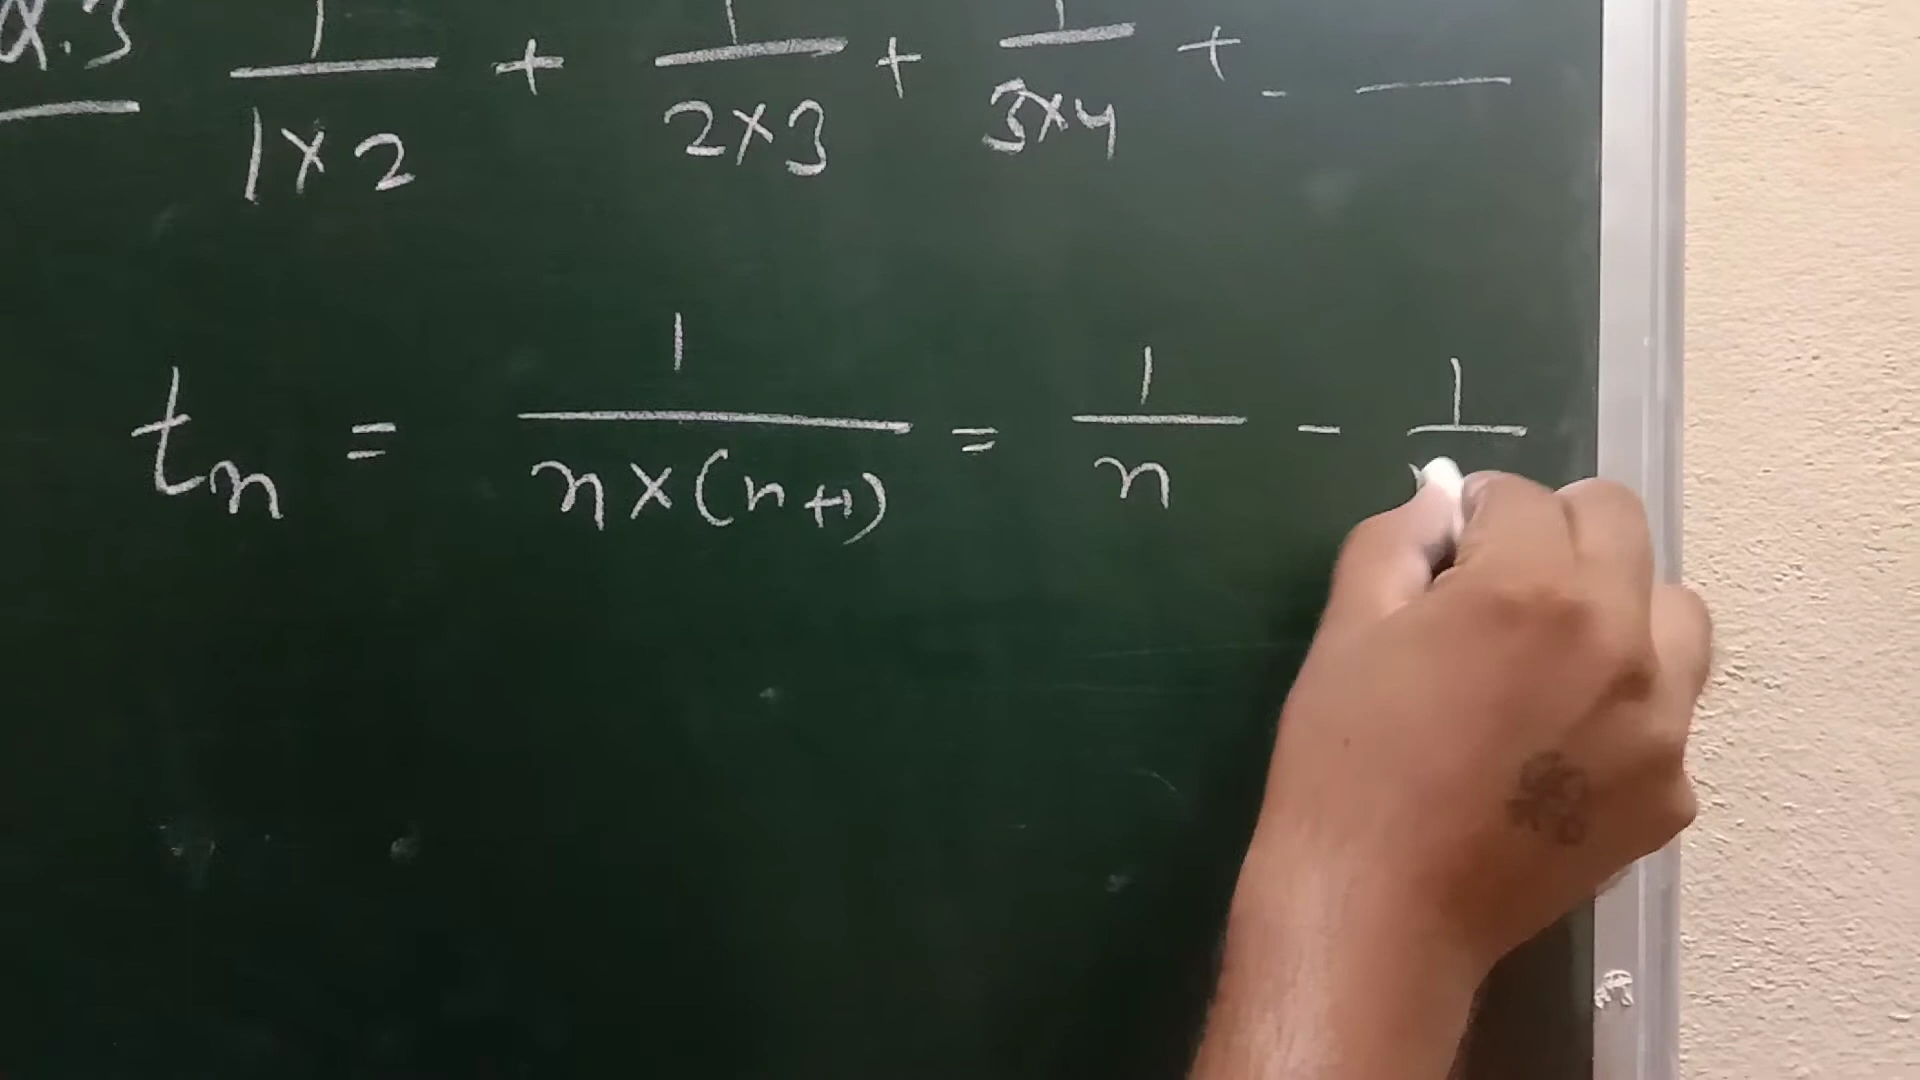 Q.3 1/(1×2) + 1/(2×3) + 1/(3×4) + - —
tn = 1/(n×(n+1)) = 1/n - 1/